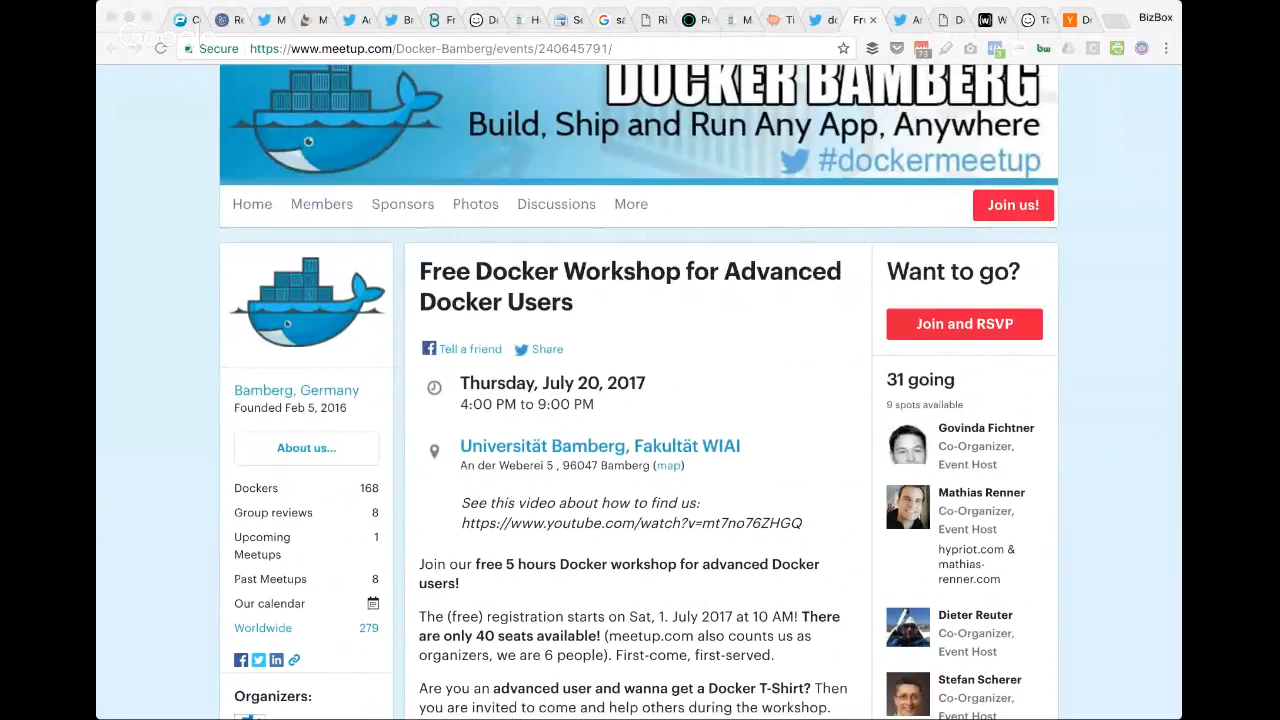 BizBox
Google
Secure
https://www.meetup.com/Docker-Bamberg/events/240645791/
73
bw
3
DOCKER BAMBERG
Build, Ship and Run Any App, Anywhere
#dockermeetup
Home Members Sponsors Photos Discussions More
Join us!
Bamberg, Germany
Founded Feb 5, 2016
About us...
Dockers 168
Group reviews 8
Upcoming Meetups 1
Past Meetups 8
Our calendar
Worldwide 279
Organizers:
Free Docker Workshop for Advanced
Docker Users
Tell a friend Share
Thursday, July 20, 2017
4:00 PM to 9:00 PM
Universität Bamberg, Fakultät WIAI
An der Weberei 5 , 96047 Bamberg (map)
See this video about how to find us:
https://www.youtube.com/watch?v=mt7no76ZHGQ
Join our free 5 hours Docker workshop for advanced Docker
users!
The (free) registration starts on Sat, 1. July 2017 at 10 AM! There
are only 40 seats available! (meetup.com also counts us as
organizers, we are 6 people). First-come, first-served.
Are you an advanced user and wanna get a Docker T-Shirt? Then
you are invited to come and help others during the workshop.
Want to go?
Join and RSVP
31 going
9 spots available
Govinda Fichtner
Co-Organizer,
Event Host
Mathias Renner
Co-Organizer,
Event Host
hypriot.com &
mathias-
renner.com
Dieter Reuter
Co-Organizer,
Event Host
Stefan Scherer
Co-Organizer,
Event Host